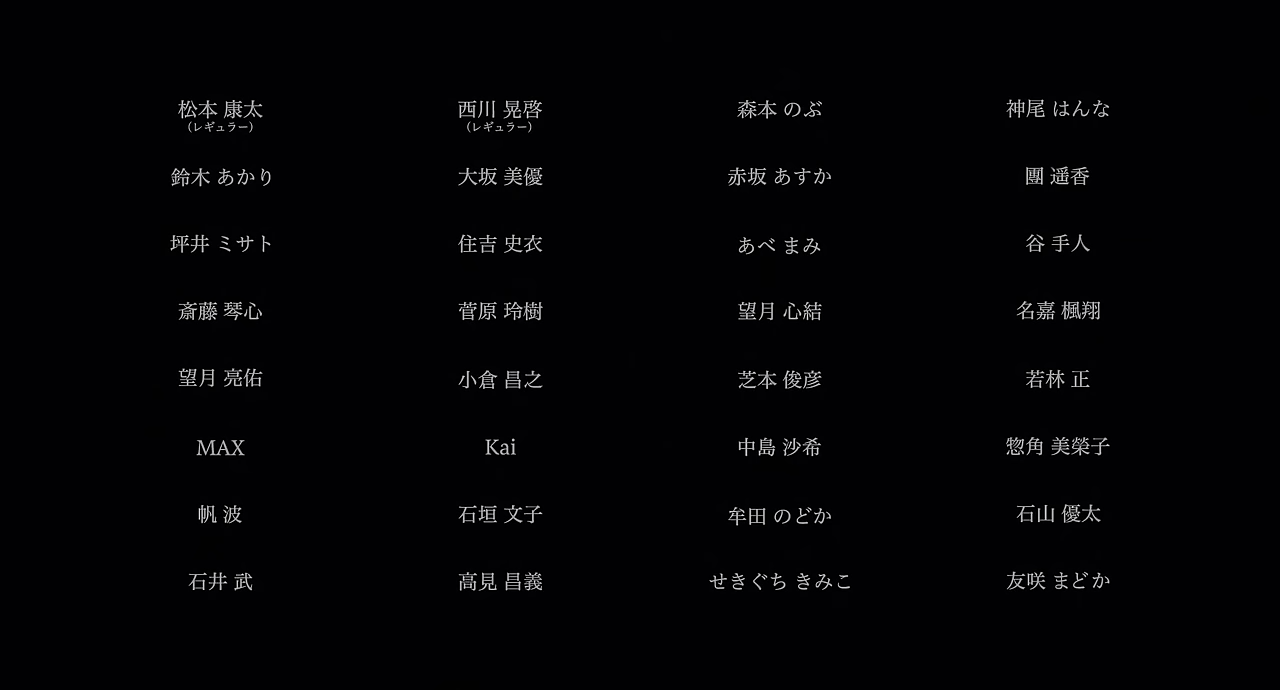 松本 康太 西川 晃啓 森本 のぶ 神尾 はんな
(レギュラー) (レギュラー)
鈴木 あかり 大坂 美優 赤坂 あすか 團 遥香
坪井 ミサト 住吉 史衣 あべ まみ 谷 手人
斎藤 琴心 菅原 玲樹 望月 心結 名嘉 楓翔
望月 亮佑 小倉 昌之 芝本 俊彦 若林 正
MAX Kai 中島 沙希 惣角 美榮子
帆 波 石垣 文子 牟田 のどか 石山 優太
石井 武 高見 昌義 せきぐち きみこ 友咲 まどか